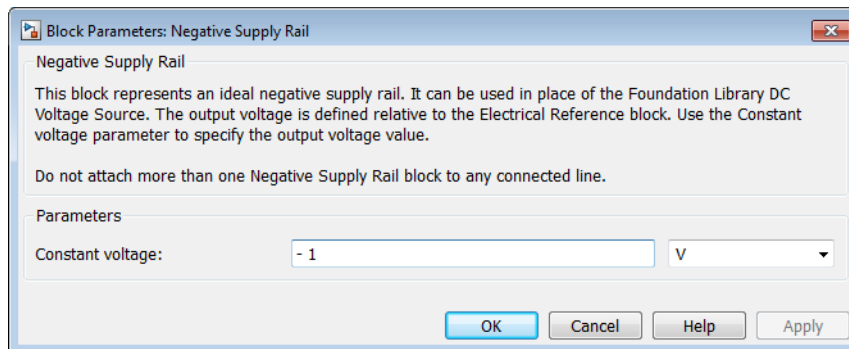 Block Parameters: Negative Supply Rail
Negative Supply Rail
This block represents an ideal negative supply rail. It can be used in place of the Foundation Library DC
Voltage Source. The output voltage is defined relative to the Electrical Reference block. Use the Constant
voltage parameter to specify the output voltage value.
Do not attach more than one Negative Supply Rail block to any connected line.
Parameters
Constant voltage: - 1 V
OK Cancel Help Apply